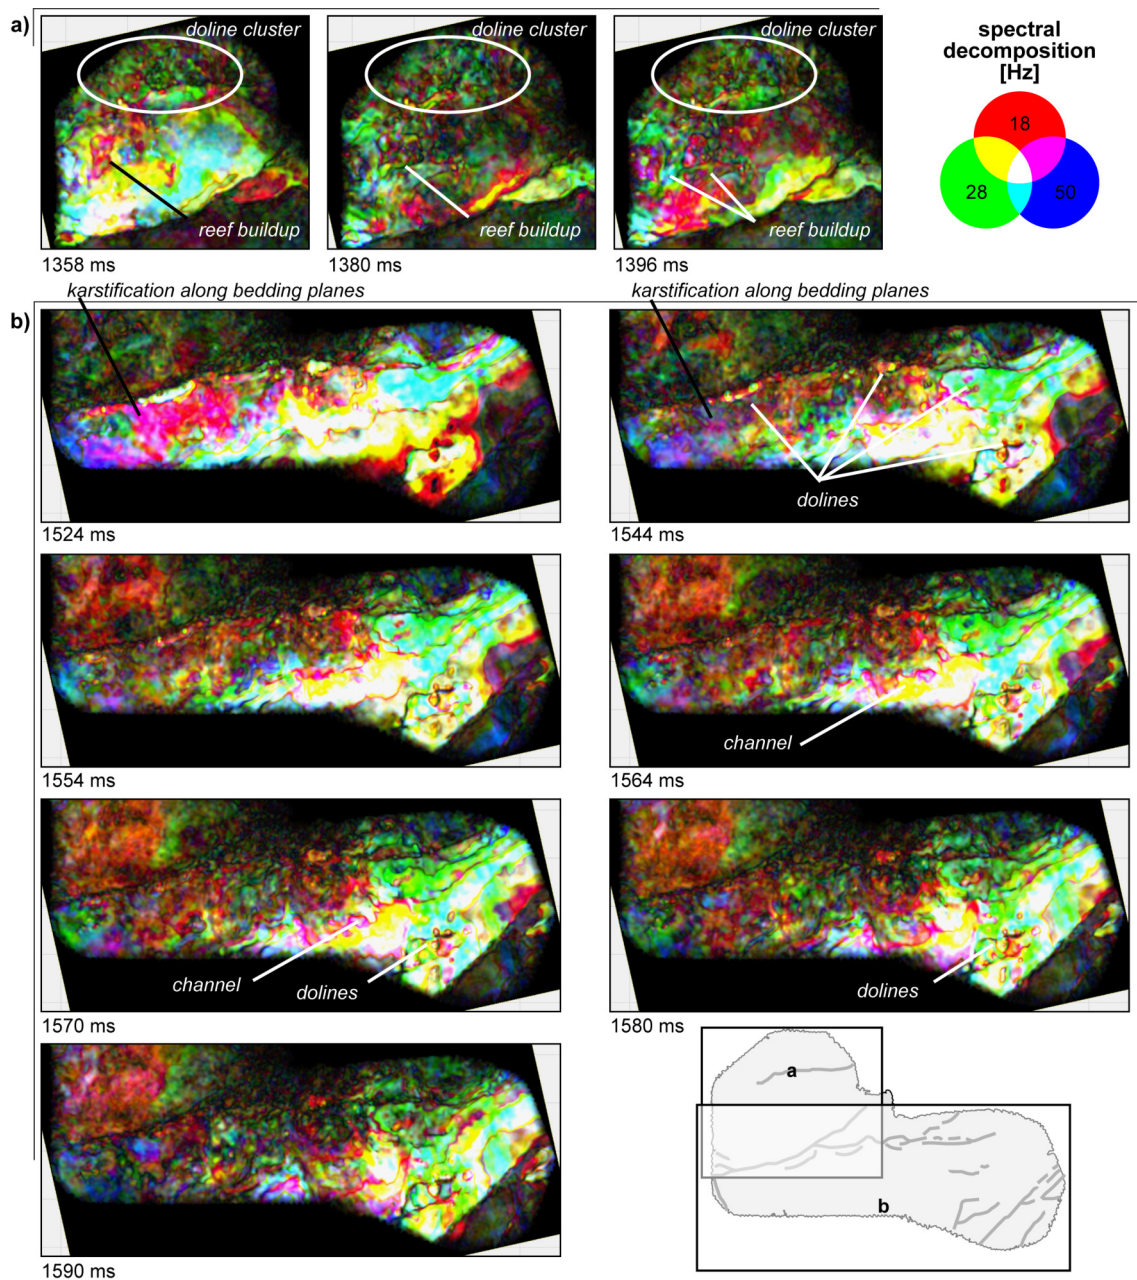 a)
doline cluster
doline cluster
doline cluster
spectral
decomposition
[Hz]
18
28
50
reef buildup
reef buildup
reef buildup
1358 ms
1380 ms
1396 ms
karstification along bedding planes
karstification along bedding planes
b)
dolines
1524 ms
1544 ms
channel
1554 ms
1564 ms
channel
dolines
dolines
1570 ms
1580 ms
a
b
1590 ms